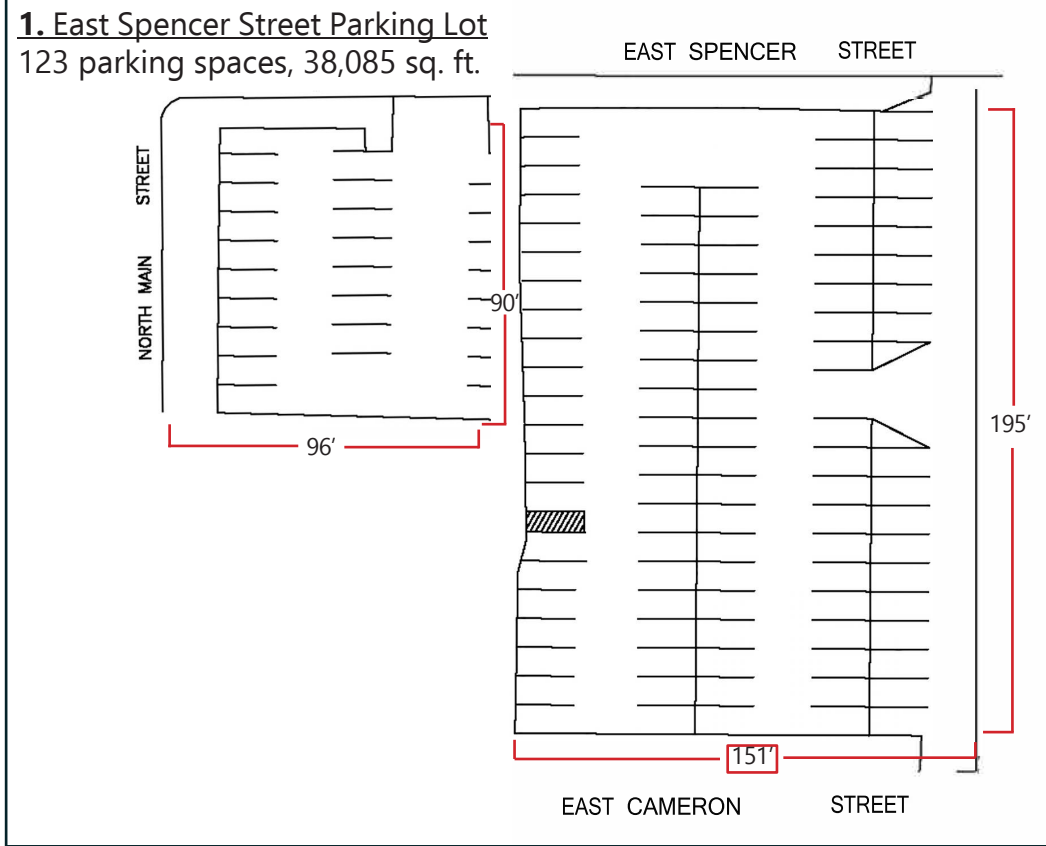 1. East Spencer Street Parking Lot
123 parking spaces, 38,085 sq. ft.
EAST SPENCER STREET
NORTH MAIN STREET
90’
96’
195’
151’
EAST CAMERON STREET